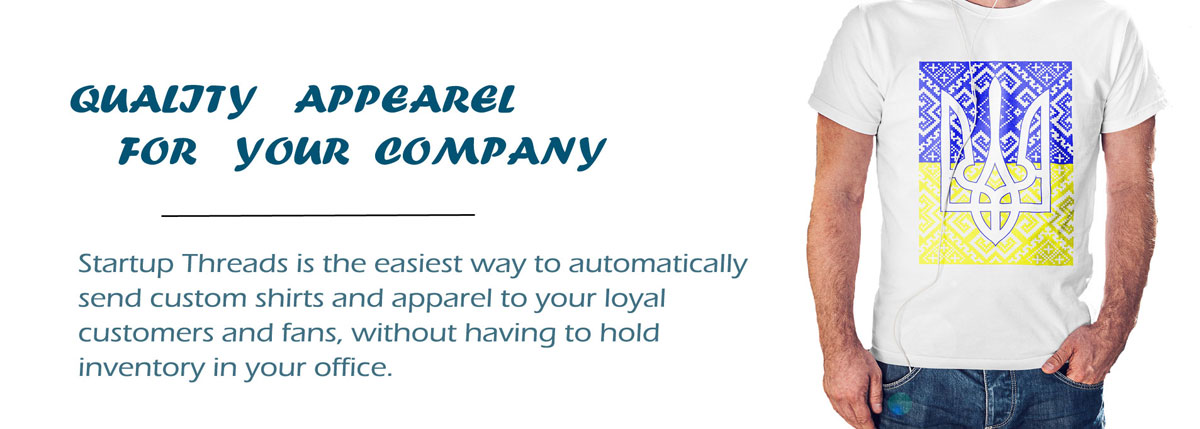 QUALITY APPEAREL
FOR YOUR COMPANY
Startup Threads is the easiest way to automatically
send custom shirts and apparel to your loyal
customers and fans, without having to hold
inventory in your office.